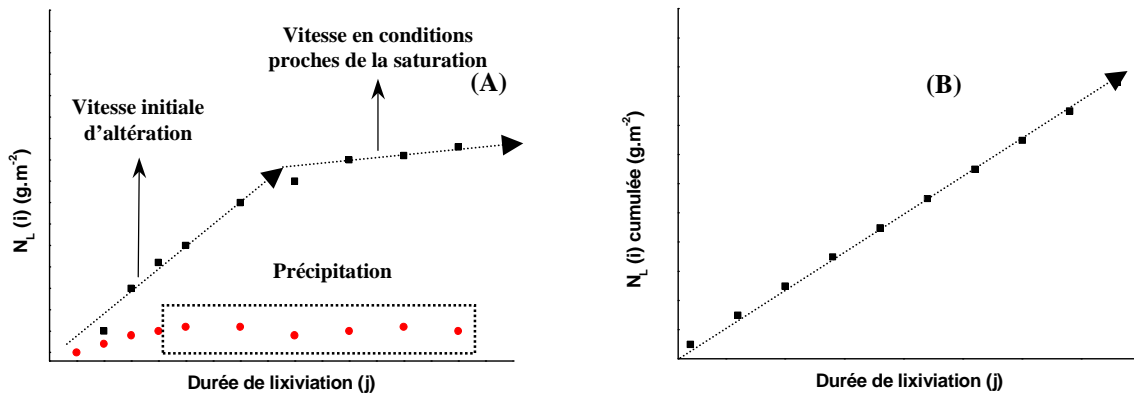 Vitesse en conditions
proches de la saturation
(A)
Vitesse initiale
d'altération
Précipitation
N_L (i) (g.m⁻²)
Durée de lixiviation (j)
(B)
N_L (i) cumulée (g.m⁻²)
Durée de lixiviation (j)